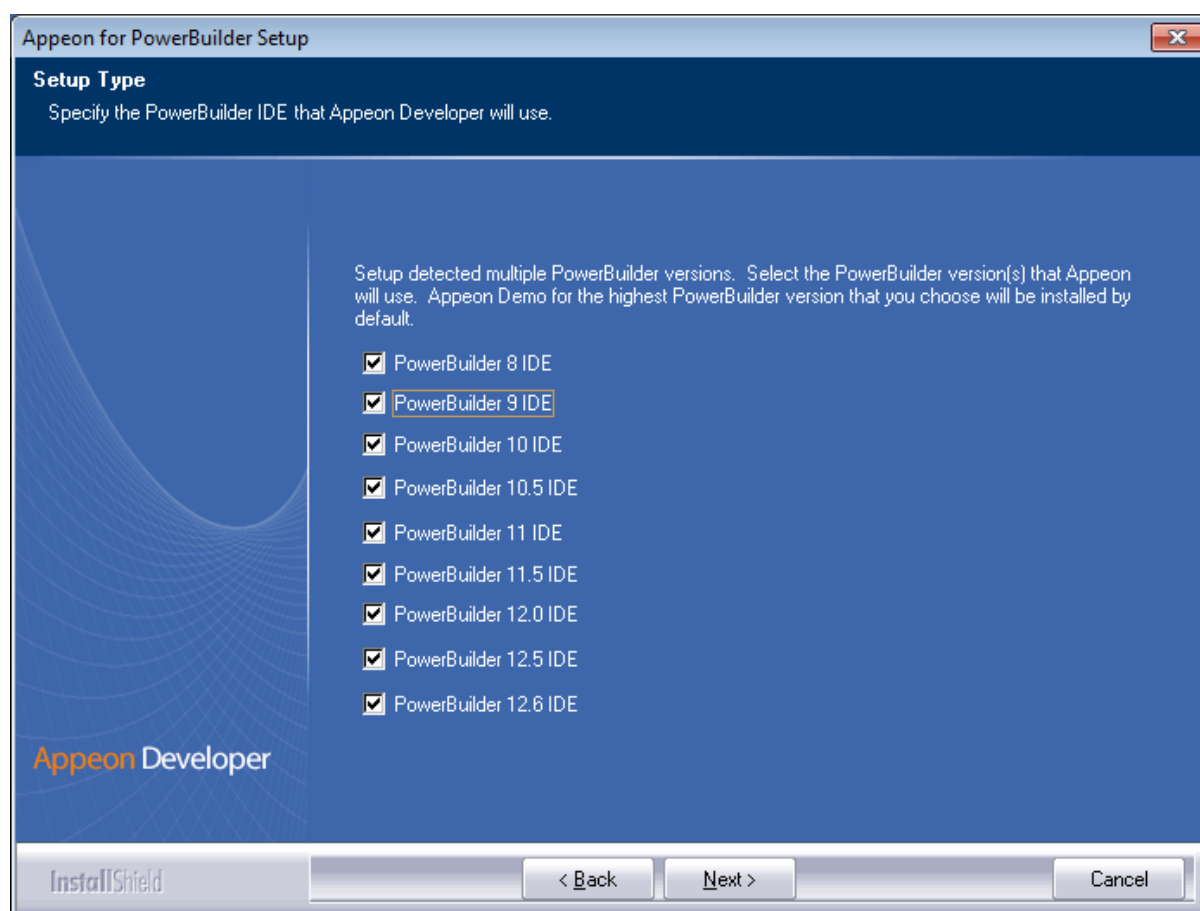 Appeon for PowerBuilder Setup
Setup Type
Specify the PowerBuilder IDE that Appeon Developer will use.
Setup detected multiple PowerBuilder versions. Select the PowerBuilder version(s) that Appeon
will use. Appeon Demo for the highest PowerBuilder version that you choose will be installed by
default.
PowerBuilder 8 IDE
PowerBuilder 9 IDE
PowerBuilder 10 IDE
PowerBuilder 10.5 IDE
PowerBuilder 11 IDE
PowerBuilder 11.5 IDE
PowerBuilder 12.0 IDE
PowerBuilder 12.5 IDE
PowerBuilder 12.6 IDE
Appeon Developer
InstallShield
< Back
Next >
Cancel